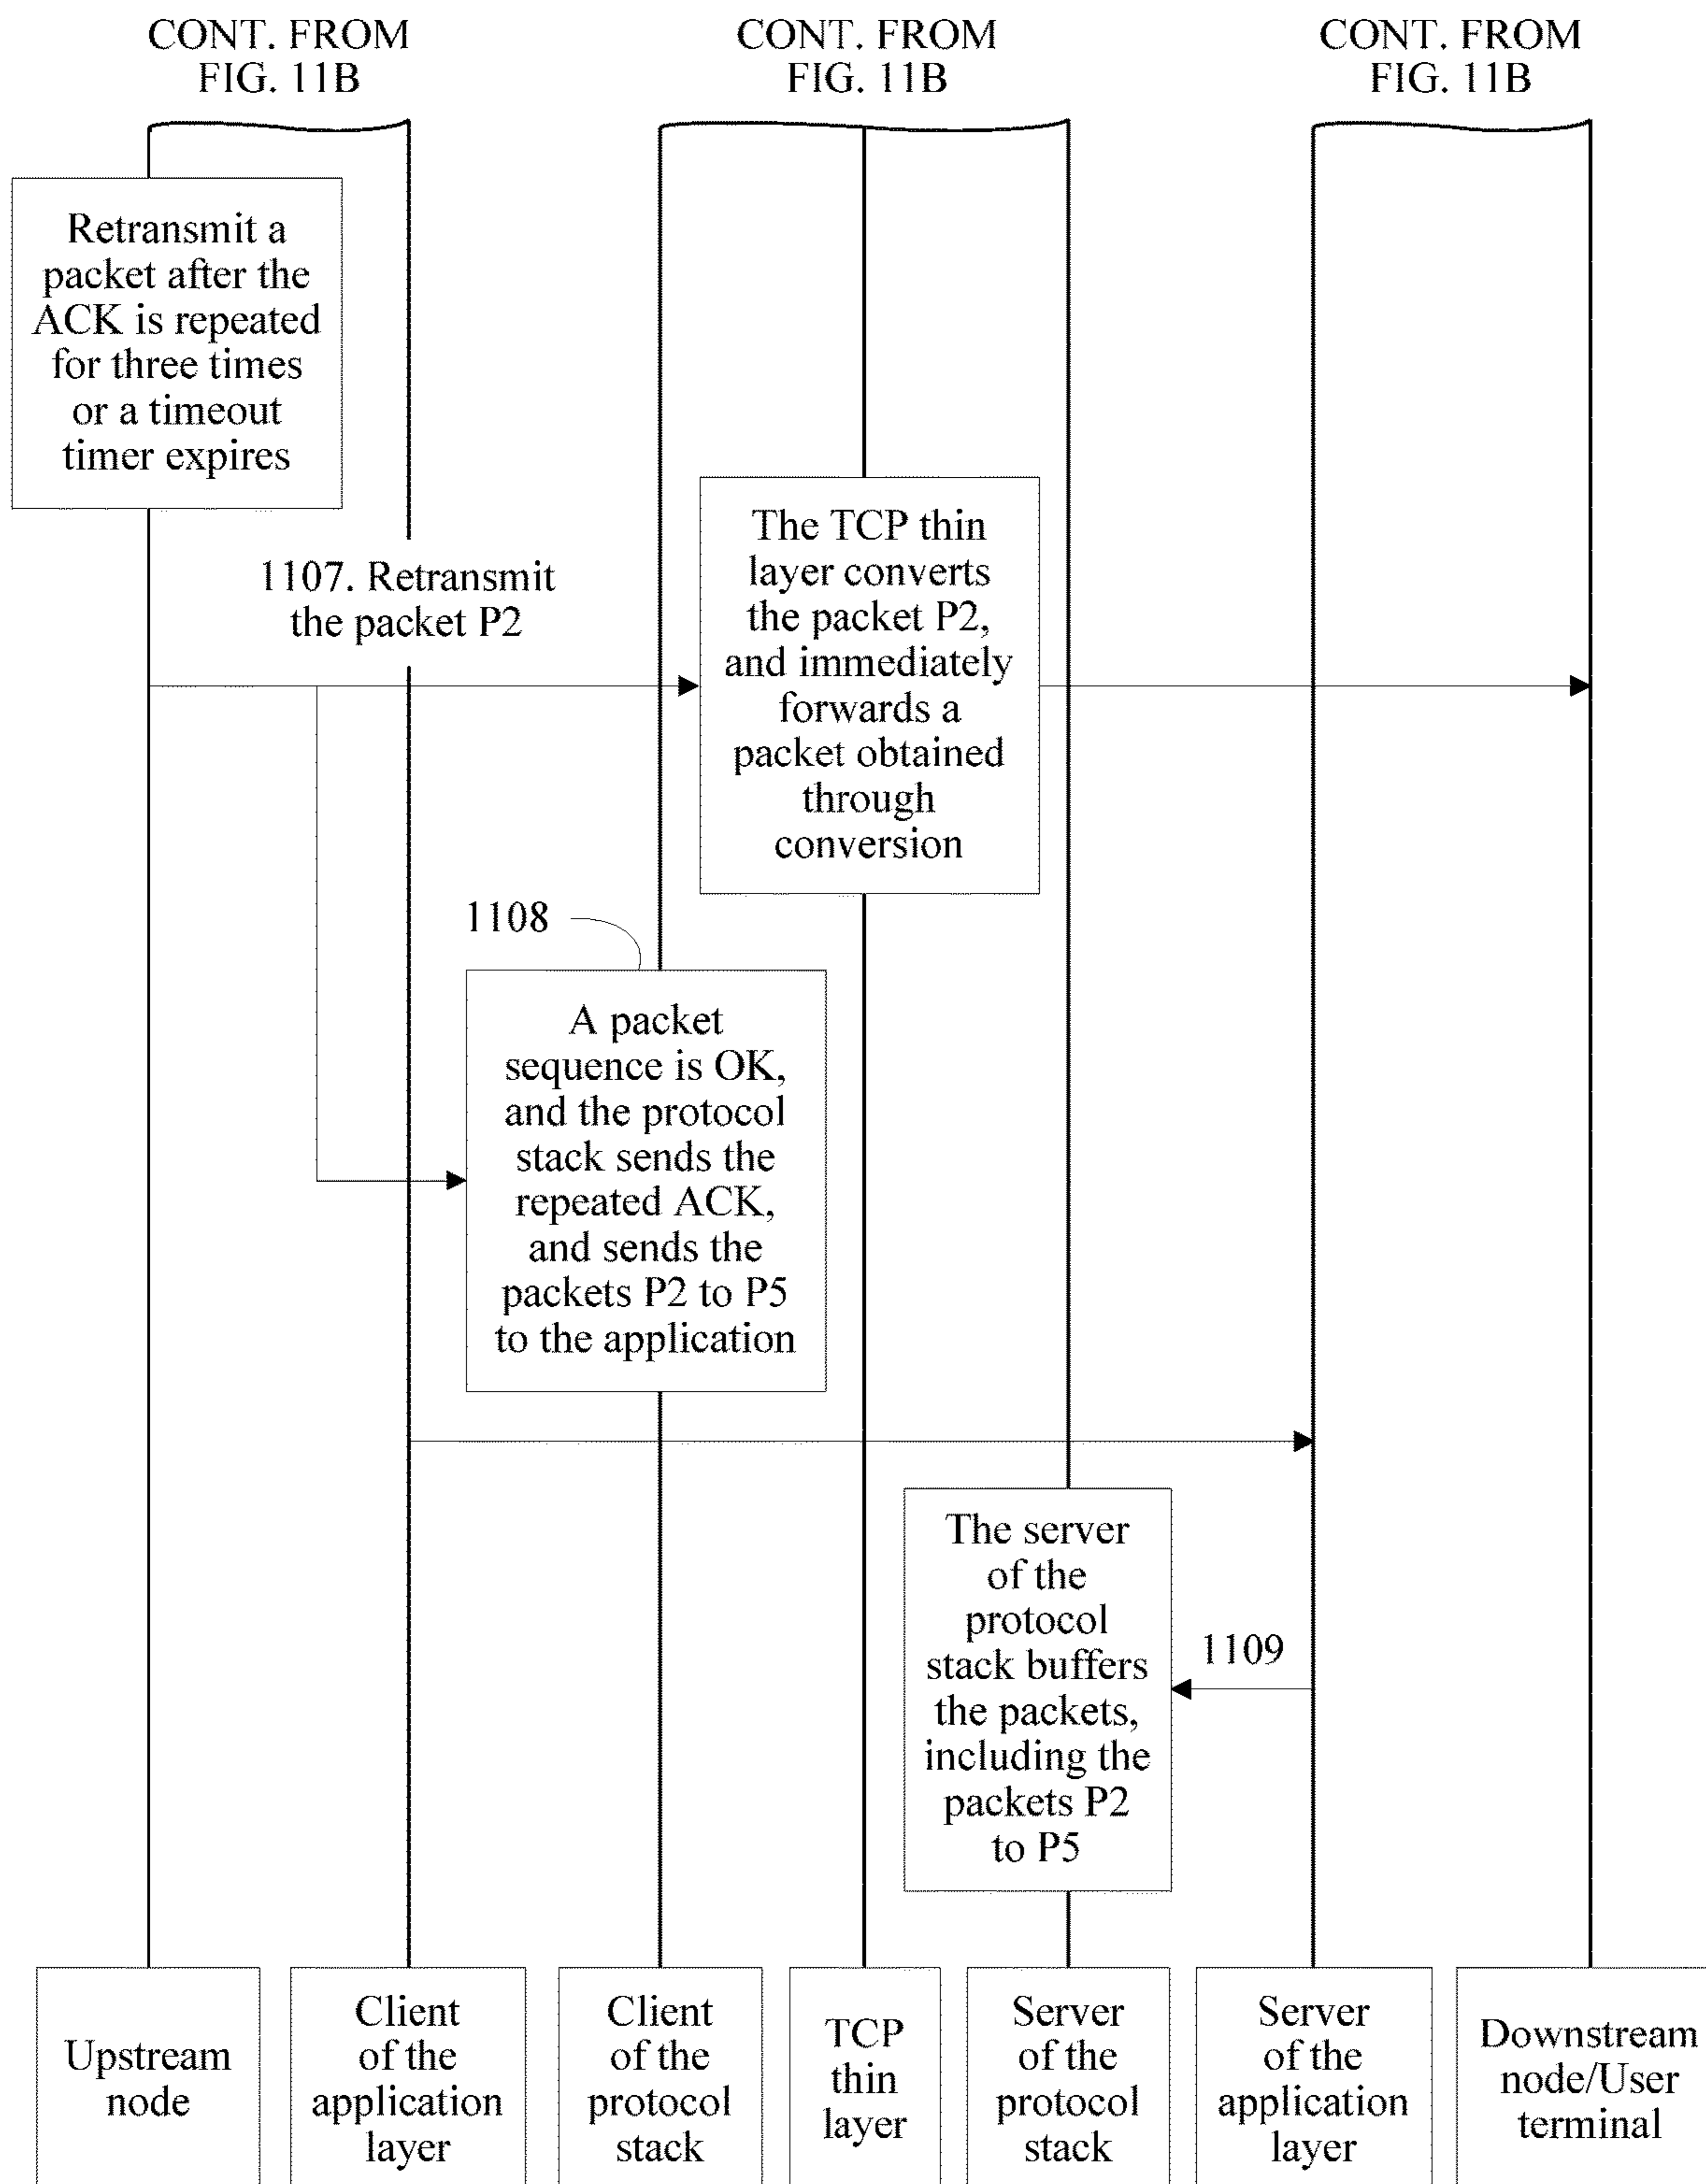 CONT. FROM
FIG. 11B
CONT. FROM
FIG. 11B
CONT. FROM
FIG. 11B
Retransmit a
packet after the
ACK is repeated
for three times
or a timeout
timer expires
1107. Retransmit
the packet P2
The TCP thin
layer converts
the packet P2,
and immediately
forwards a
packet obtained
through
conversion
1108
A packet
sequence is OK,
and the protocol
stack sends the
repeated ACK,
and sends the
packets P2 to P5
to the application
The server
of the
protocol
stack buffers
the packets,
including the
packets P2
to P5
1109
Upstream
node
Client
of the
application
layer
Client
of the
protocol
stack
TCP
thin
layer
Server
of the
protocol
stack
Server
of the
application
layer
Downstream
node/User
terminal